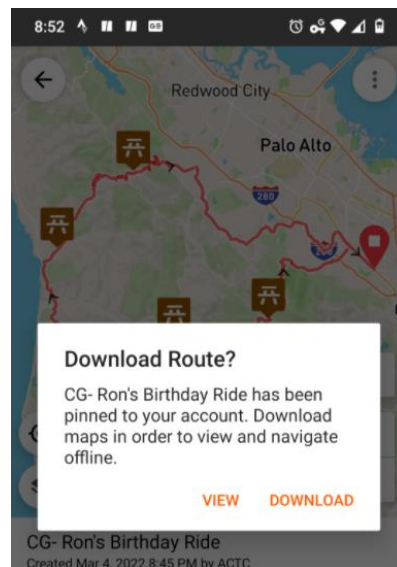 8:52
GB
Redwood City
Palo Alto
280
Download Route?
CG- Ron's Birthday Ride has been
pinned to your account. Download
maps in order to view and navigate
offline.
VIEW DOWNLOAD
CG- Ron's Birthday Ride
Created Mar 4, 2022 8:45 PM by ACTC